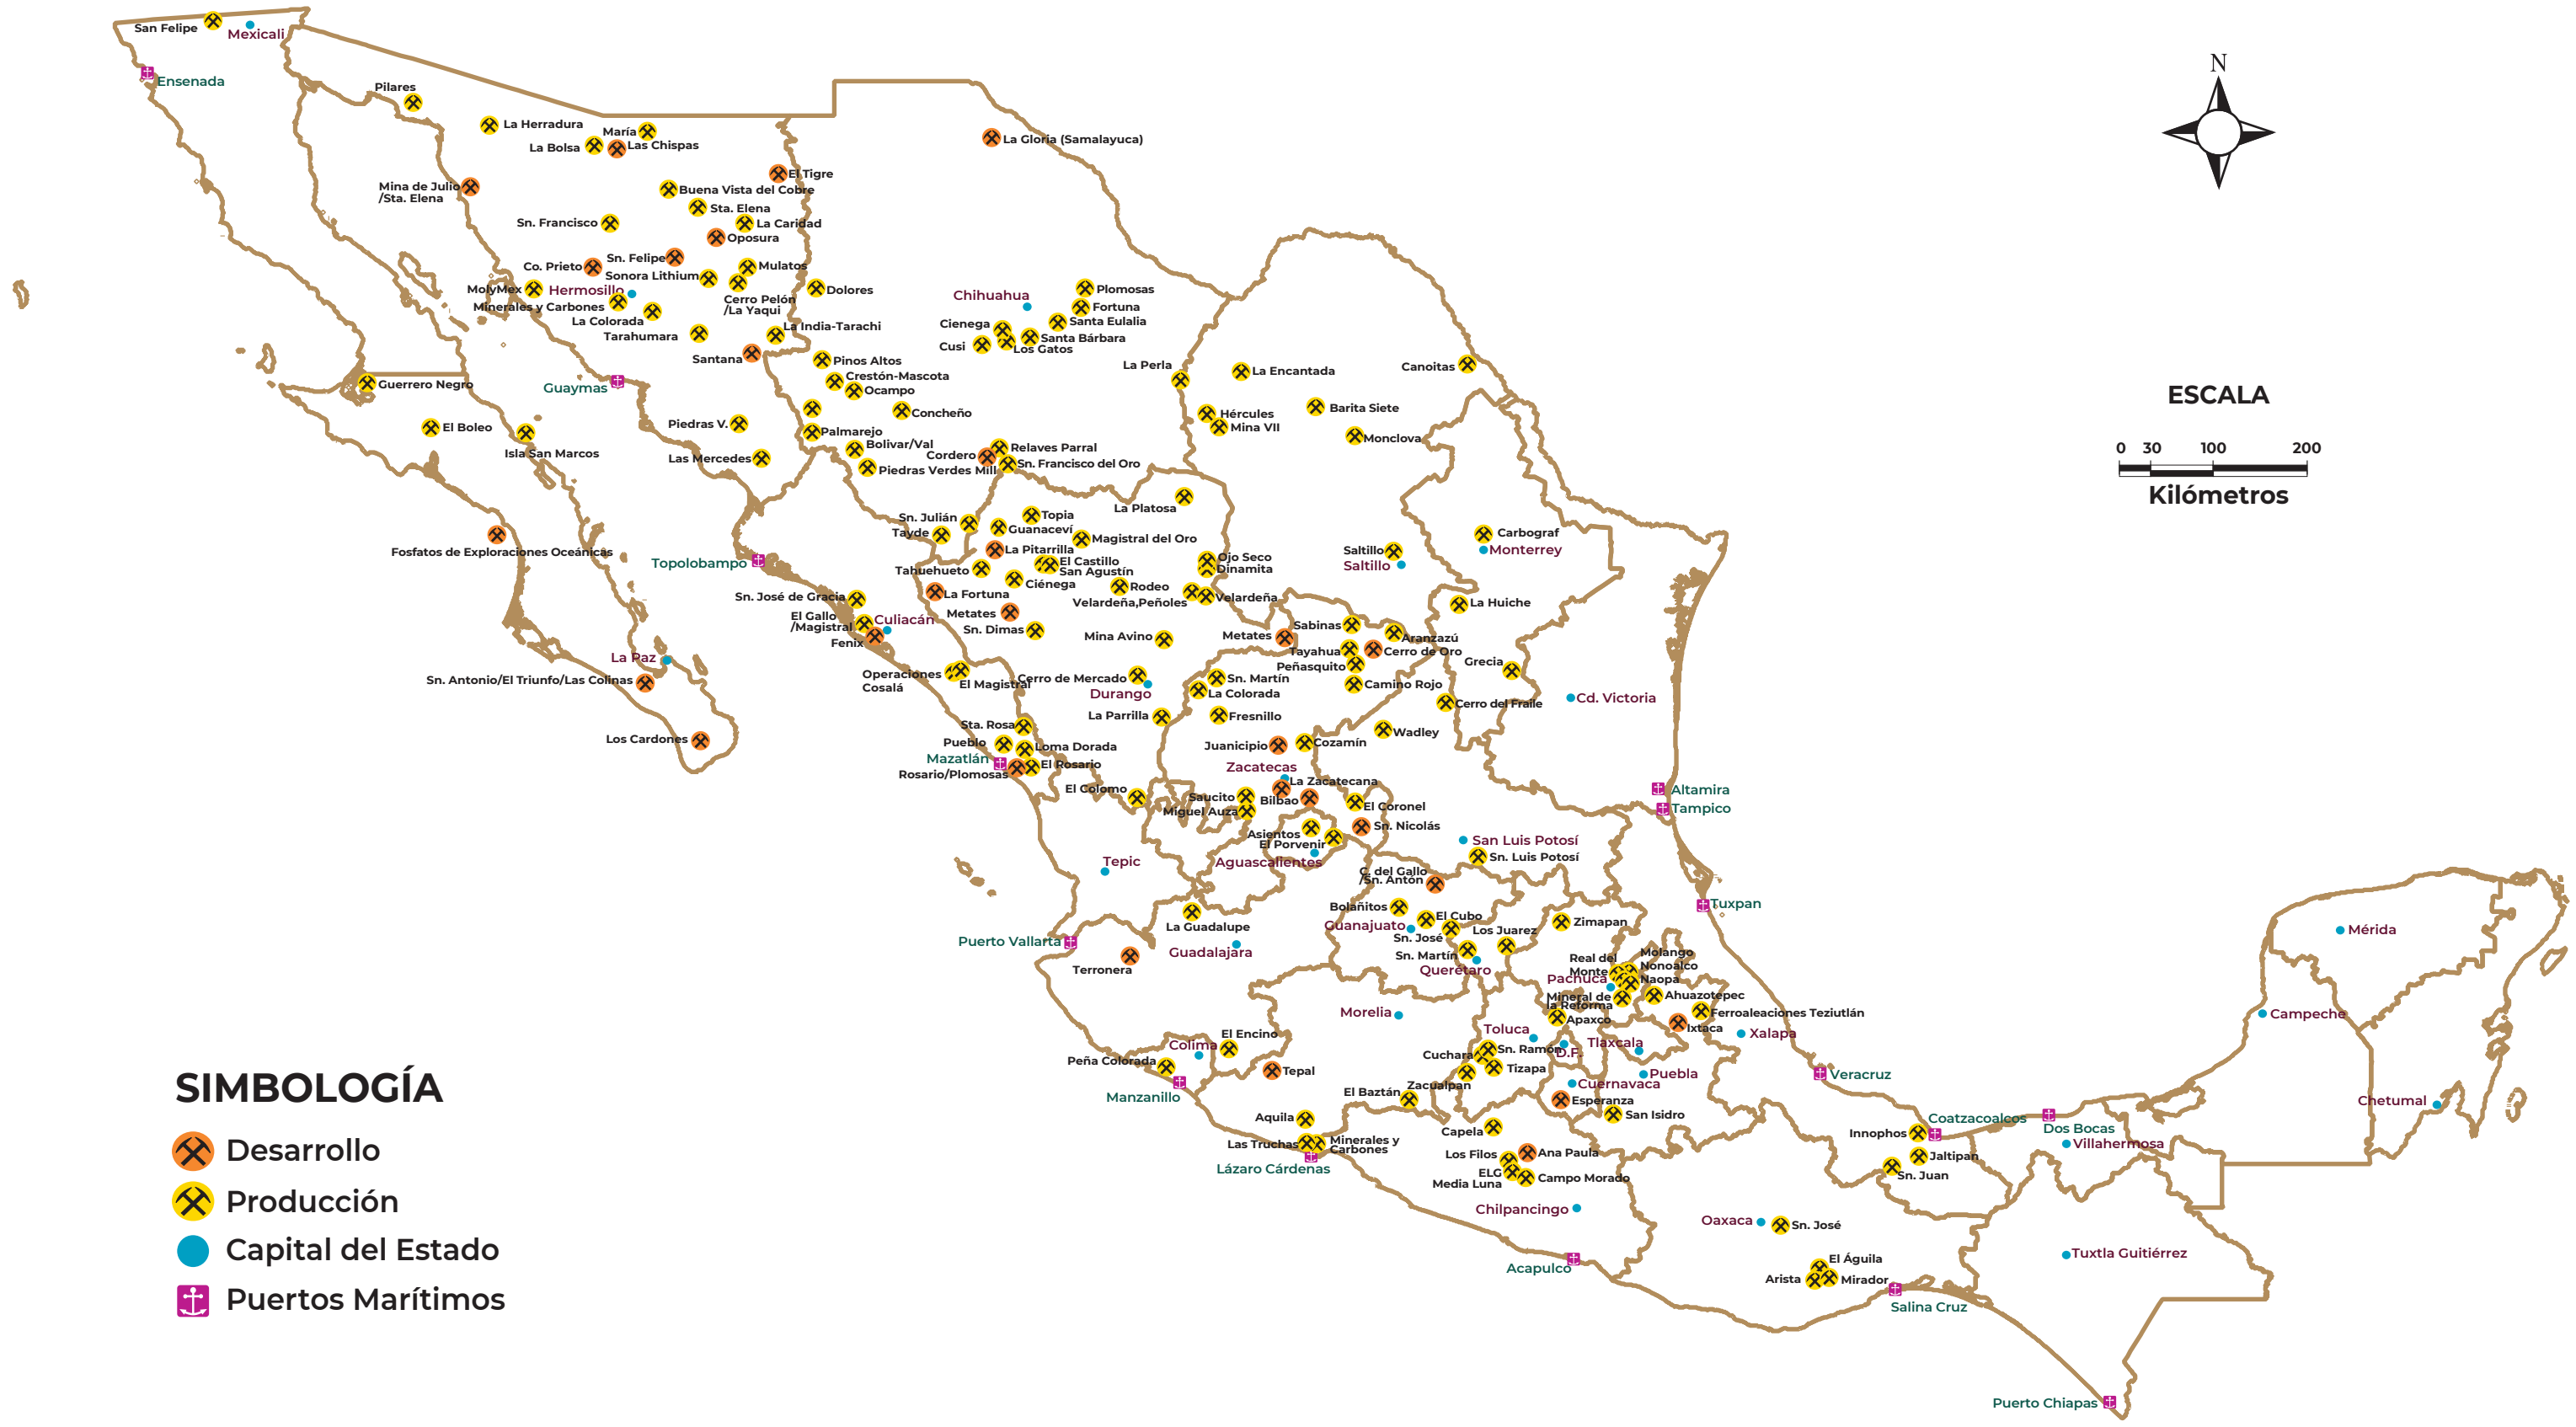 San Felipe
Mexicali
Ensenada
Pilares
La Herradura
María
La Bolsa
Las Chispas
La Gloria (Samalayuca)
N
Mina de Julio
/Sta. Elena
El Tigre
Buena Vista del Cobre
Sta. Elena
Sn. Francisco
La Caridad
Oposura
Sn. Felipe
Co. Prieto
Sonora Lithium
Mulatos
MolyMex
Hermosillo
Cerro Pelón
/La Yaqui
Dolores
Minerales y Carbones
La Colorada
Tarahumara
La India-Tarachi
Santana
Chihuahua
Plomosas
Fortuna
Santa Eulalia
Cienega
Santa Bárbara
Cusi
Los Gatos
Pinos Altos
Crestón-Mascota
Ocampo
Concheño
La Perla
La Encantada
Canoitas
ESCALA
0 30 100 200
Kilómetros
Guerrero Negro
Guaymas
Hércules
Mina VII
Barita Siete
Monclova
El Boleo
Isla San Marcos
Piedras V.
Palmarejo
Bolivar/Val
Las Mercedes
Piedras Verdes Mill
Relaves Parral
Cordero
Sn. Francisco del Oro
La Platosa
Fosfatos de Exploraciones Oceánicas
Topolobampo
Sn. Julián
Tayde
Topia
Guanaceví
Magistral del Oro
La Pitarrilla
El Castillo
San Agustín
Tahuehueto
Ciénega
Rodeo
Ojo Seco
Dinamita
Velardeña,Peñoles
Velardeña
Saltillo
Saltillo
Carbograf
Monterrey
La Huiche
Sn. José de Gracia
La Fortuna
El Gallo
/Magistral
Culiacán
Fenix
Metates
Sn. Dimas
Mina Avino
Metates
Sabinas
Aranzazú
Tayahua
Cerro de Oro
Peñasquito
Camino Rojo
Grecia
La Paz
Sn. Antonio/El Triunfo/Las Colinas
Los Cardones
Operaciones
Cosalá
El Magistral
Cerro de Mercado
Durango
Sn. Martín
La Colorada
Cerro del Fraile
Cd. Victoria
La Parrilla
Fresnillo
Wadley
Sta. Rosa
Pueblo
Loma Dorada
Mazatlán
El Rosario
Rosario/Plomosas
Juanicipio
Cozamín
Zacatecas
La Zacatecana
El Colomo
Saucito
Bilbao
Miguel Auza
El Coronel
Sn. Nicolás
Asientos
El Porvenir
Aguascalientes
Altamira
Tampico
San Luis Potosí
Sn. Luis Potosí
Tepic
C. del Gallo
/Sn. Antón
Bolañitos
El Cubo
Guanajuato
Sn. José
Los Juarez
Zimapan
Sn. Martín
Querétaro
Tuxpan
Mérida
La Guadalupe
Guadalajara
Puerto Vallarta
Terronera
Real del
Monte
Molango
Nonoalco
Naopa
Pachuca
Mineral de
la Reforma
Ahuazotepec
Apaxco
Ferroaleaciones Teziutlán
Ixtaca
Xalapa
Campeche
Morelia
Toluca
D.F.
Tlaxcala
Cuchara
Sn. Ramón
Tizapa
Zacualpan
Puebla
Cuernavaca
Esperanza
San Isidro
Veracruz
Chetumal
El Encino
Colima
Peña Colorada
Tepal
Manzanillo
El Baztán
Aquila
Las Truchas
Minerales y
Carbones
Lázaro Cárdenas
Capela
Los Filos
Ana Paula
ELG
Media Luna
Campo Morado
Chilpancingo
Acapulco
Coatzacoalcos
Dos Bocas
Villahermosa
Innophos
Jaltipan
Sn. Juan
Oaxaca
Sn. José
El Águila
Arista
Mirador
Salina Cruz
Tuxtla Guitiérrez
Puerto Chiapas
SIMBOLOGÍA
Desarrollo
Producción
Capital del Estado
Puertos Marítimos